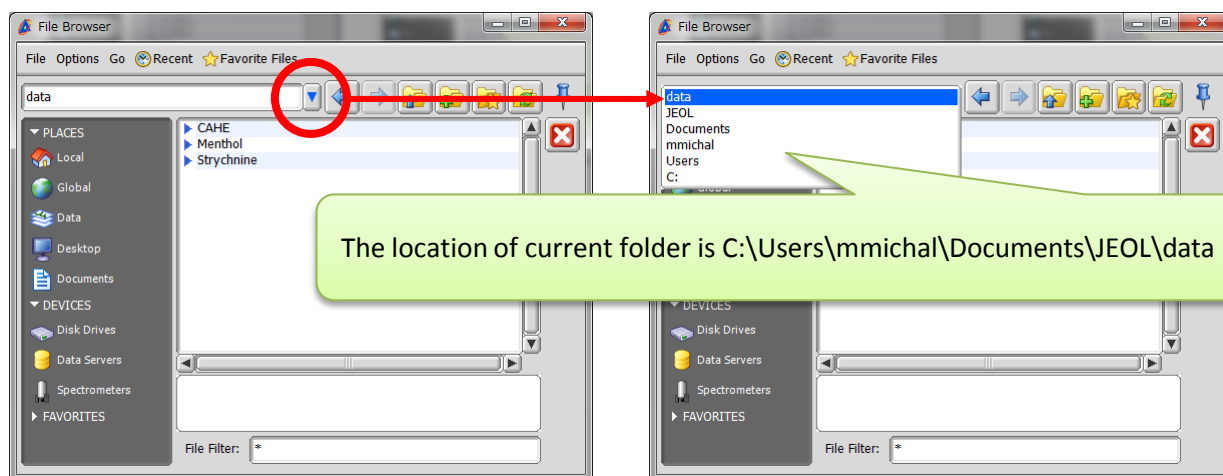 File Browser
File Options Go Recent Favorite Files
data
PLACES
Local
Global
Data
Desktop
Documents
DEVICES
Disk Drives
Data Servers
Spectrometers
FAVORITES
CAHE
Menthol
Strychnine
File Filter: *
File Browser
File Options Go Recent Favorite Files
data
JEOL
Documents
mmichal
Users
C:
Global
The location of current folder is C:\Users\mmichal\Documents\JEOL\data
DEVICES
Disk Drives
Data Servers
Spectrometers
FAVORITES
File Filter: *